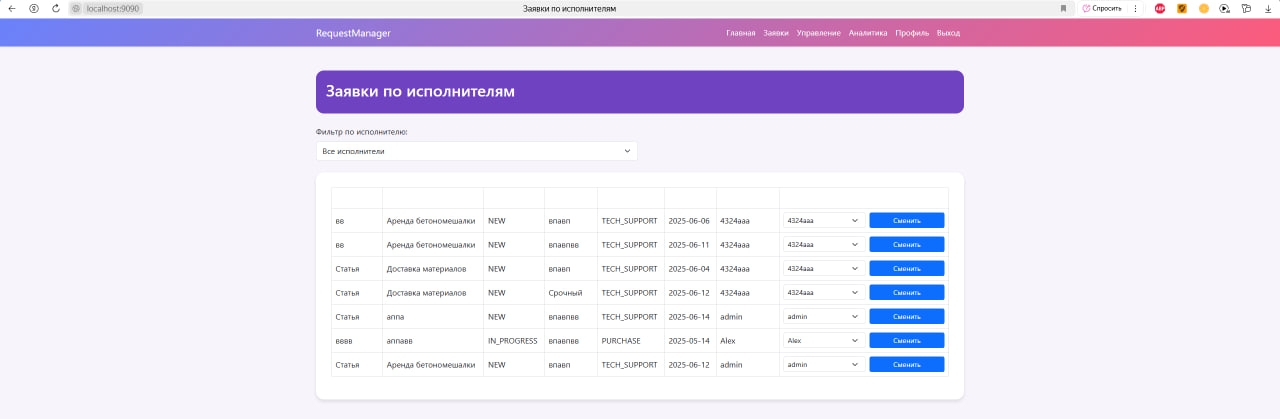 localhost:9090 Заявки по исполнителям Спросить
RequestManager Главная Заявки Управление Аналитика Профиль Выход
Заявки по исполнителям
Фильтр по исполнителю:
Все исполнители
вв Аренда бетономешалки NEW впавп TECH_SUPPORT 2025-06-06 4324ааа 4324ааа Сменить
вв Аренда бетономешалки NEW впавпвв TECH_SUPPORT 2025-06-11 4324ааа 4324ааа Сменить
Статья Доставка материалов NEW впавп TECH_SUPPORT 2025-06-04 4324ааа 4324ааа Сменить
Статья Доставка материалов NEW Срочный TECH_SUPPORT 2025-06-12 4324ааа 4324ааа Сменить
Статья аппа NEW впавпвв TECH_SUPPORT 2025-06-14 admin admin Сменить
вввв аппавв IN_PROGRESS впавпвв PURCHASE 2025-05-14 Alex Alex Сменить
Статья Аренда бетономешалки NEW впавп TECH_SUPPORT 2025-06-12 admin admin Сменить